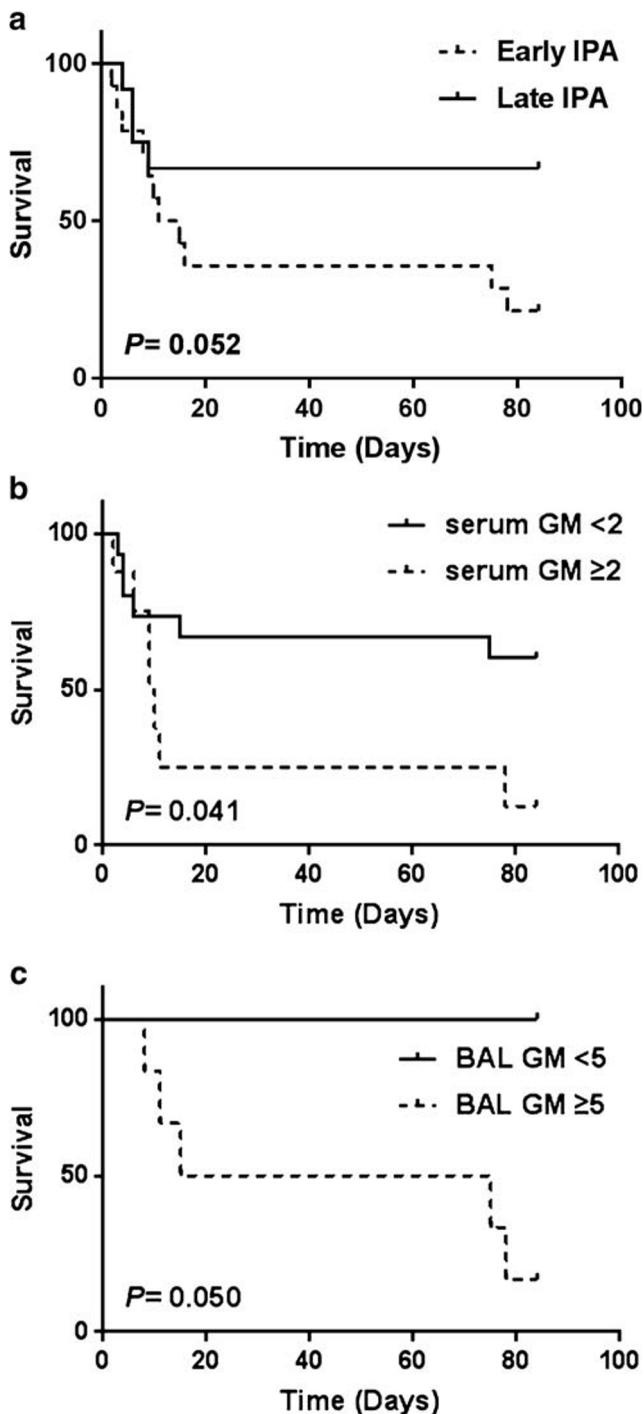 a
Early IPA
Late IPA
100
50
0
Survival
P= 0.052
0 20 40 60 80 100
Time (Days)
b
serum GM <2
serum GM ≥2
100
50
0
Survival
P= 0.041
0 20 40 60 80 100
Time (Days)
c
BAL GM <5
BAL GM ≥5
100
50
0
Survival
P= 0.050
0 20 40 60 80 100
Time (Days)